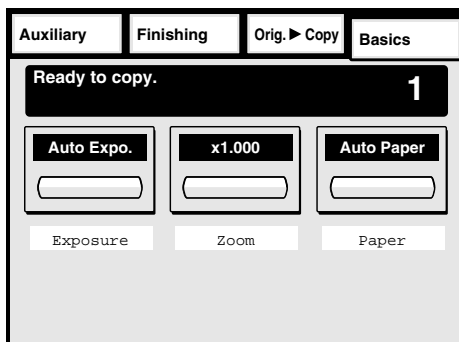 Auxiliary Finishing Orig. ▶ Copy Basics
Ready to copy. 1
Auto Expo. x1.000 Auto Paper
Exposure Zoom Paper